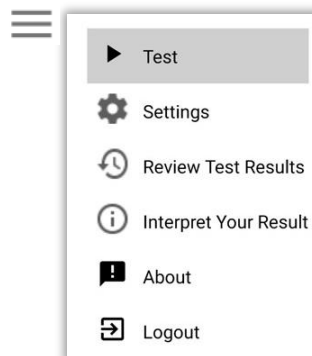 Test
Settings
Review Test Results
Interpret Your Result
About
Logout